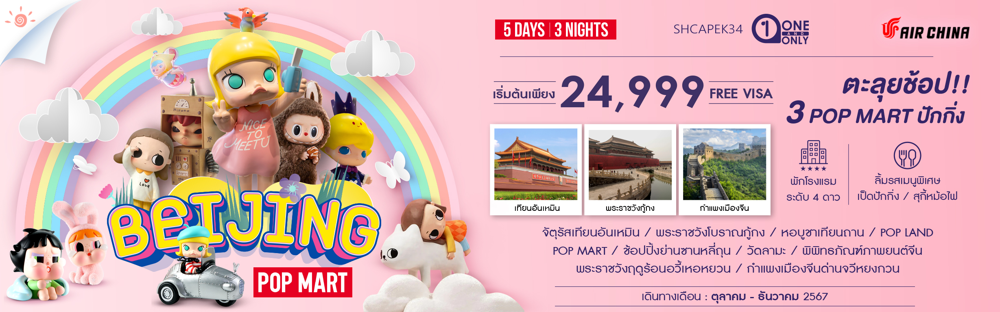 5 DAYS | 3 NIGHTS
SHCAPEK34
1 ONE AND ONLY
AIR CHINA
เริ่มต้นเพียง 24,999 FREE VISA
ตะลุยช้อป!!
3 POP MART ปักกิ่ง
Hirono
NICE
TO
MEET U
LOVE
BEIJING
POP MART
เทียนอันเหมิน
พระราชวังกู้กง
กำแพงเมืองจีน
พักโรงแรม
ระดับ 4 ดาว
ลิ้มรสเมนูพิเศษ
เป็ดปักกิ่ง / สุกี้หม้อไฟ
จัตุรัสเทียนอันเหมิน / พระราชวังโบราณกู้กง / หอบูชาเทียนถาน / POP LAND
POP MART / ช้อปปิ้งย่านซานหลี่ถุน / วัดลามะ / พิพิทธภัณฑ์ภาพยนต์จีน
พระราชวังฤดูร้อนอวี้เหอหยวน / กำแพงเมืองจีนด่านจวีหยงกวน
เดินทางเดือน : ตุลาคม - ธันวาคม 2567